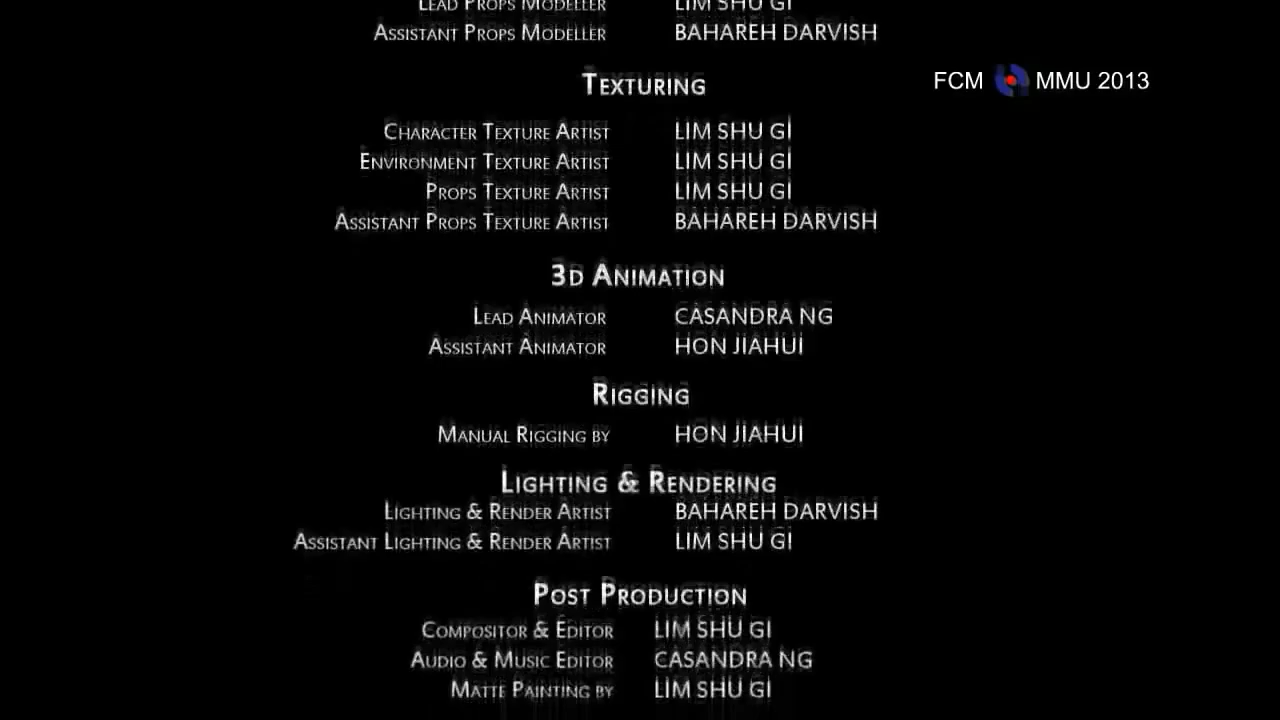 Lead Props Modeller LIM SHU GI
Assistant Props Modeller BAHAREH DARVISH
Texturing
FCM MMU 2013
Character Texture Artist LIM SHU GI
Environment Texture Artist LIM SHU GI
Props Texture Artist LIM SHU GI
Assistant Props Texture Artist BAHAREH DARVISH
3d Animation
Lead Animator CASANDRA NG
Assistant Animator HON JIAHUI
Rigging
Manual Rigging by HON JIAHUI
Lighting & Rendering
Lighting & Render Artist BAHAREH DARVISH
Assistant Lighting & Render Artist LIM SHU GI
Post Production
Compositor & Editor LIM SHU GI
Audio & Music Editor CASANDRA NG
Matte Painting by LIM SHU GI